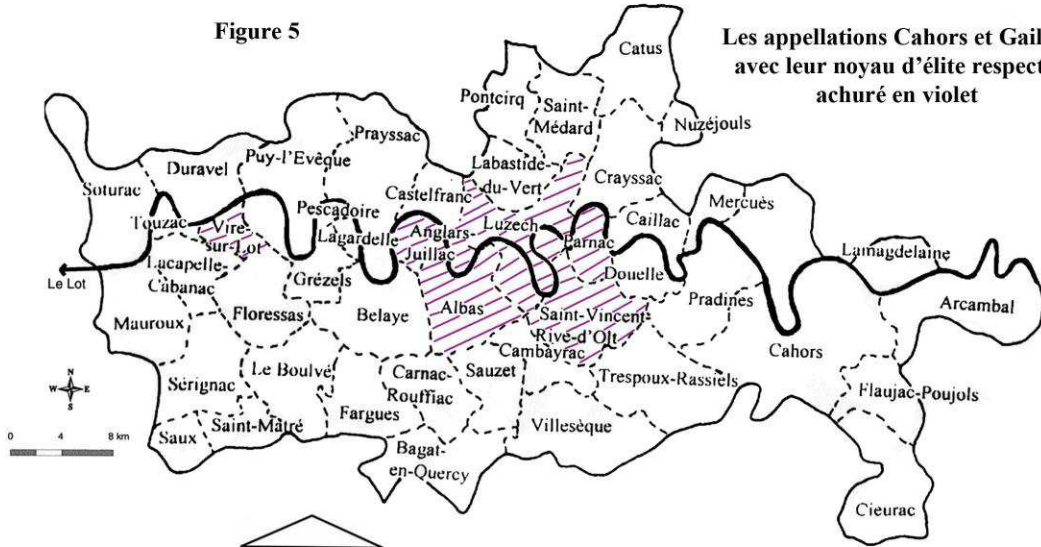 Figure 5
Les appellations Cahors et Gail
avec leur noyau d'élite respect
achuré en violet
Catus
Pontcirq
Saint-
Médard
Nuzéjouls
Prayssac
Puy-l'Evêque
Duravel
Labastide-
du-Vert
Crayssac
Soturac
Castelfranc
Mercuès
Pescadoire
Touzac
Vire-
sur-Lot
Lagardelle
Anglars-
Juillac
Luzech
Parnac
Caillac
Lamagdelaine
Lacapelle-
Cabanac
Le Lot
Grézels
Douelle
Arcambal
Mauroux
Floressas
Belaye
Albas
Saint-Vincent-
Rive-d'Olt
Pradines
Cahors
Cambayrac
Sérignac
Le Boulvé
Carnac-
Rouffiac
Sauzet
Trespoux-Rassiels
Flaujac-Poujols
N
W E
S
Saux
Saint-Matré
Fargues
Villesèque
0 4 8 km
Bagat-
en-Quercy
Cieurac